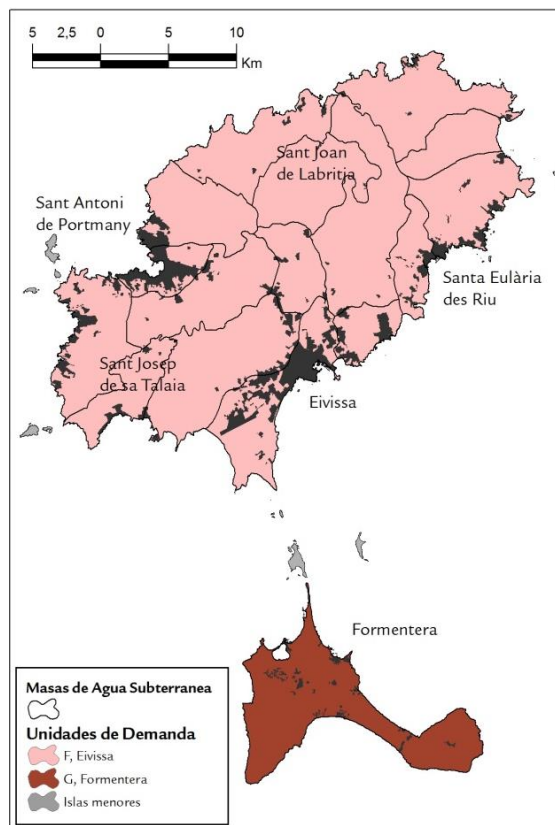 5 2,5 0 5 10
Km
Sant Joan
de Labritja
Sant Antoni
de Portmany
Santa Eulària
des Riu
Sant Josep
de sa Talaia
Eivissa
Formentera
Masas de Agua Subterranea
Unidades de Demanda
F, Eivissa
G, Formentera
Islas menores